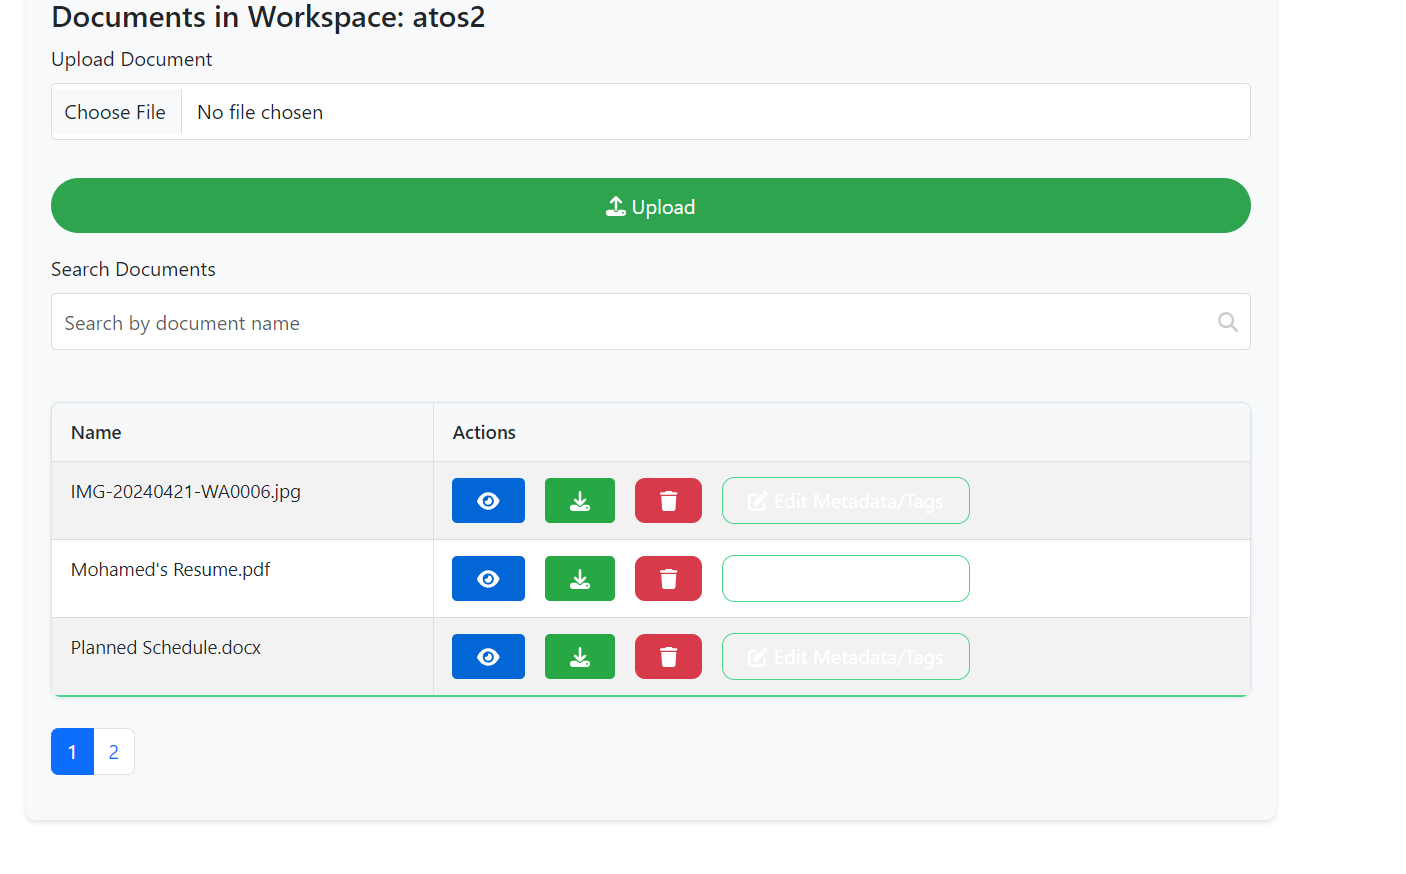 Documents in Workspace: atos2
Upload Document
Choose File No file chosen
Upload
Search Documents
Search by document name
Name Actions
IMG-20240421-WA0006.jpg Edit Metadata/Tags
Mohamed's Resume.pdf
Planned Schedule.docx Edit Metadata/Tags
1 2